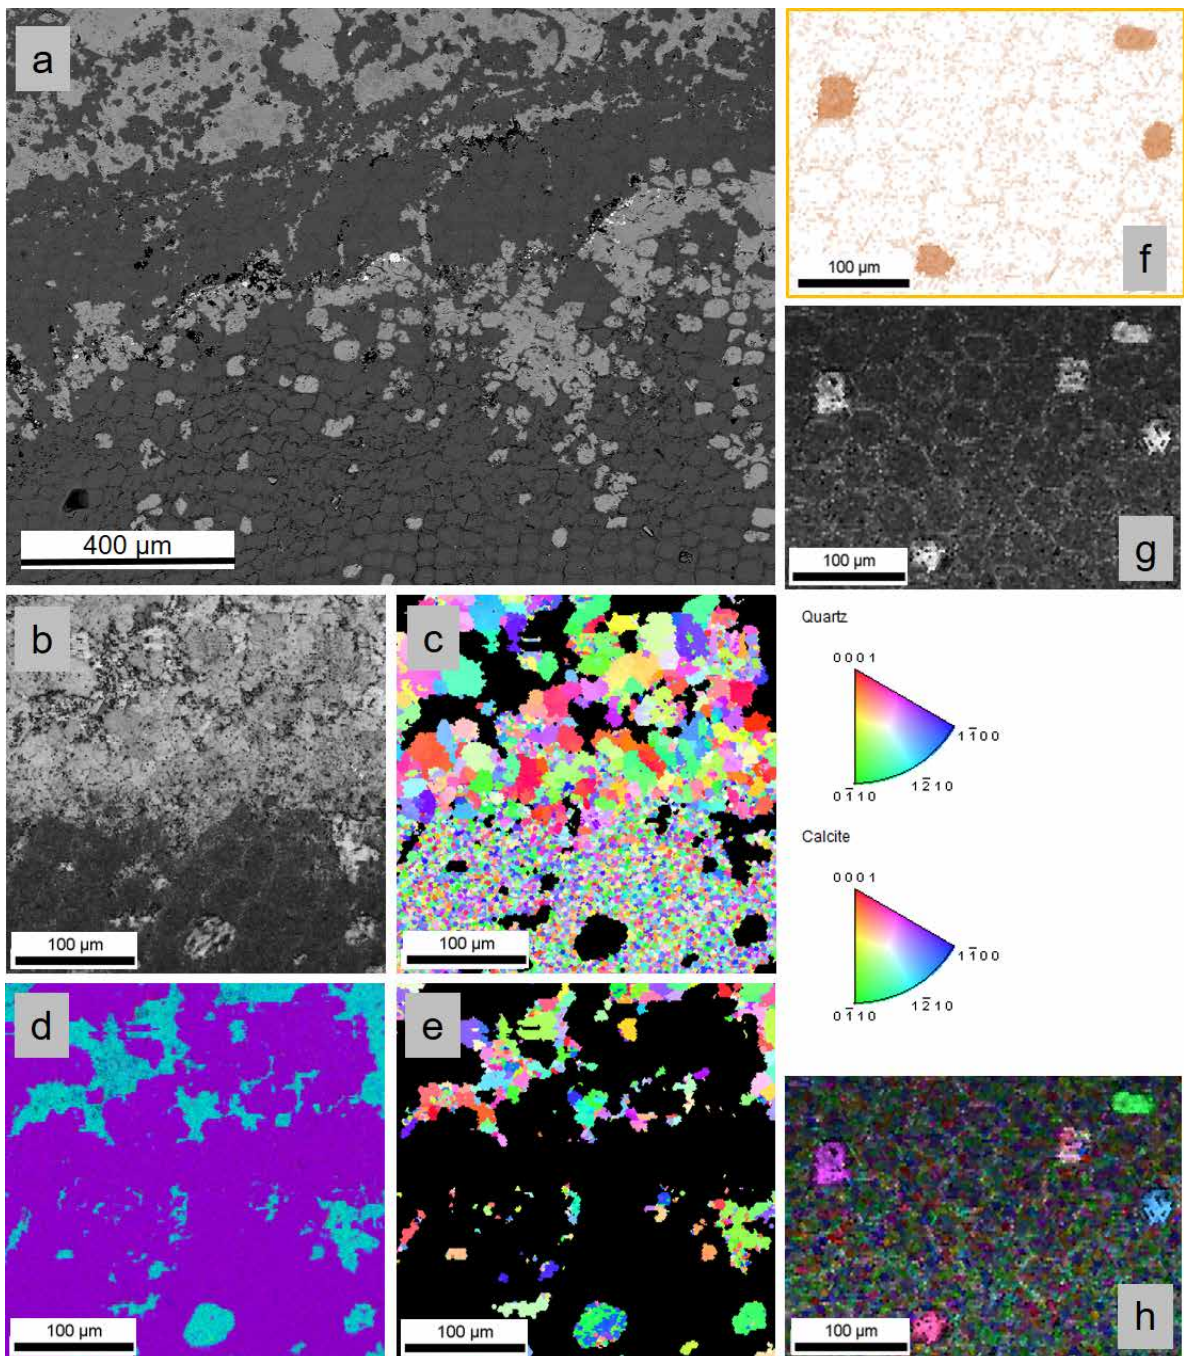 a
400 µm
f
100 µm
g
100 µm
b
100 µm
c
100 µm
Quartz
0 0 0 1
1 1̅ 0 0
1 2̅ 1 0
0 1̅ 1 0
Calcite
0 0 0 1
1 1̅ 0 0
1 2̅ 1 0
0 1̅ 1 0
d
100 µm
e
100 µm
h
100 µm